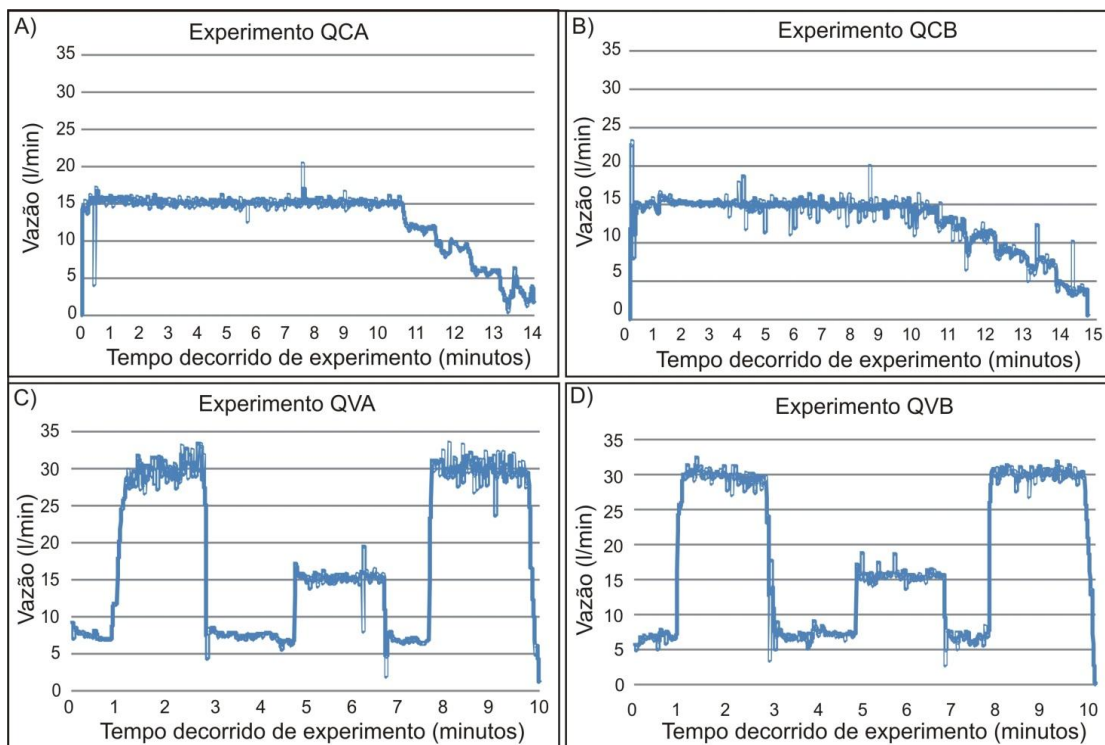 A)
Experimento QCA
35
30
25
20
15
10
5
0
Vazão (l/min)
0 1 2 3 4 5 6 7 8 9 10 11 12 13 14
Tempo decorrido de experimento (minutos)
B)
Experimento QCB
35
30
25
20
15
10
5
0
Vazão (l/min)
0 1 2 3 4 5 6 7 8 9 10 11 12 13 14 15
Tempo decorrido de experimento (minutos)
C)
Experimento QVA
35
30
25
20
15
10
5
0
Vazão (l/min)
0 1 2 3 4 5 6 7 8 9 10
Tempo decorrido de experimento (minutos)
D)
Experimento QVB
35
30
25
20
15
10
5
0
Vazão (l/min)
0 1 2 3 4 5 6 7 8 9 10
Tempo decorrido de experimento (minutos)